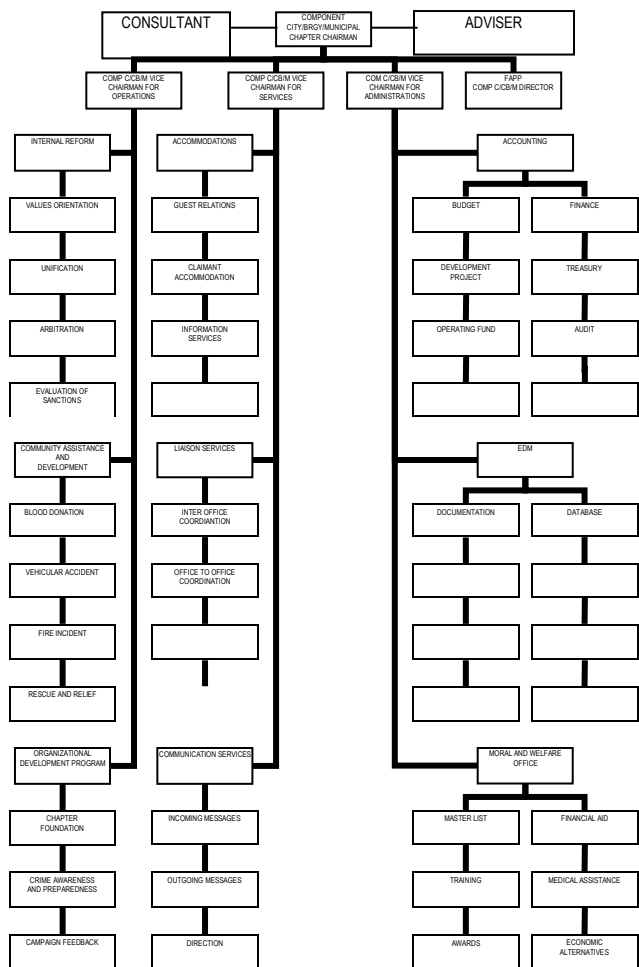 CONSULTANT
COMPONENT
CITY/BRGY/MUNICIPAL
CHAPTER CHAIRMAN
ADVISER
COMP C/CB/M VICE
CHAIRMAN FOR
OPERATIONS
COMP C/CB/M VICE
CHAIRMAN FOR
SERVICES
COM C/CB/M VICE
CHAIRMAN FOR
ADMINISTRATIONS
FAPP
COMP C/CB/M DIRECTOR
INTERNAL REFORM
ACCOMMODATIONS
ACCOUNTING
VALUES ORIENTATION
GUEST RELATIONS
BUDGET
FINANCE
UNIFICATION
CLAIMANT
ACCOMMODATION
DEVELOPMENT
PROJECT
TREASURY
ARBITRATION
INFORMATION
SERVICES
OPERATING FUND
AUDIT
EVALUATION OF
SANCTIONS
COMMUNITY ASSISTANCE
AND
DEVELOPMENT
LIAISON SERVICES
EDM
BLOOD DONATION
INTER OFFICE
COORDIANTION
DOCUMENTATION
DATABASE
VEHICULAR ACCIDENT
OFFICE TO OFFICE
COORDINATION
FIRE INCIDENT
RESCUE AND RELIEF
ORGANIZATIONAL
DEVELOPMENT PROGRAM
COMMUNICATION SERVICES
MORAL AND WELFARE
OFFICE
CHAPTER
FOUNDATION
INCOMING MESSAGES
MASTER LIST
FINANCIAL AID
CRIME AWARENESS
AND PREPAREDNESS
OUTGOING MESSAGES
TRAINING
MEDICAL ASSISTANCE
CAMPAIGN FEEDBACK
DIRECTION
AWARDS
ECONOMIC
ALTERNATIVES